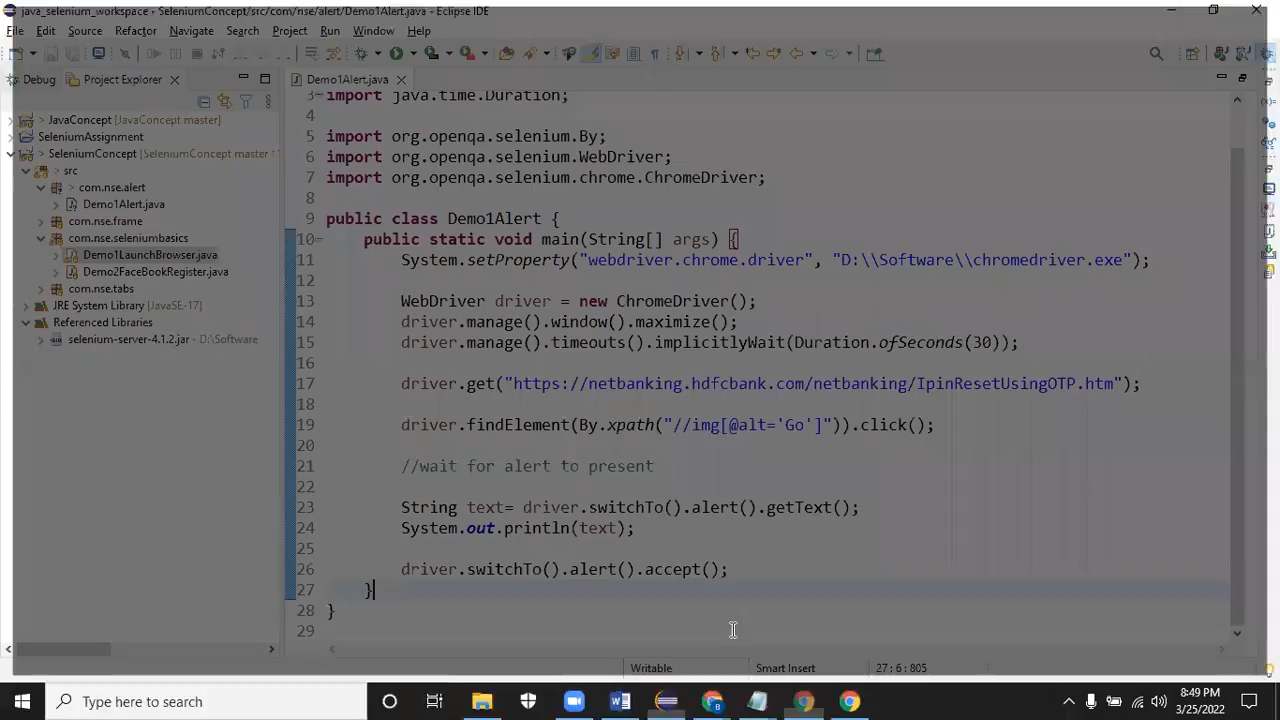 java_selenium_workspace - SeleniumConcept/src/com/nse/alert/Demo1Alert.java - Eclipse IDE
File Edit Source Refactor Navigate Search Project Run Window Help
Debug Project Explorer Demo1Alert.java
JavaConcept [JavaConcept master]
SeleniumAssignment
> SeleniumConcept [SeleniumConcept master
> src
> com.nse.alert
Demo1Alert.java
com.nse.frame
com.nse.seleniumbasics
Demo1LaunchBrowser.java
Demo2FaceBookRegister.java
com.nse.tabs
JRE System Library [JavaSE-17]
Referenced Libraries
selenium-server-4.1.2.jar - D:\Software
3 import java.time.Duration;
4
5 import org.openqa.selenium.By;
6 import org.openqa.selenium.WebDriver;
7 import org.openqa.selenium.chrome.ChromeDriver;
8
9 public class Demo1Alert {
10 public static void main(String[] args) {
11 System.setProperty("webdriver.chrome.driver", "D:\\Software\\chromedriver.exe");
12
13 WebDriver driver = new ChromeDriver();
14 driver.manage().window().maximize();
15 driver.manage().timeouts().implicitlyWait(Duration.ofSeconds(30));
16
17 driver.get("https://netbanking.hdfcbank.com/netbanking/IpinResetUsingOTP.htm");
18
19 driver.findElement(By.xpath("//img[@alt='Go']")).click();
20
21 //wait for alert to present
22
23 String text= driver.switchTo().alert().getText();
24 System.out.println(text);
25
26 driver.switchTo().alert().accept();
27 }
28 }
29
Writable Smart Insert 27 : 6 : 805
Type here to search
8:49 PM
3/25/2022